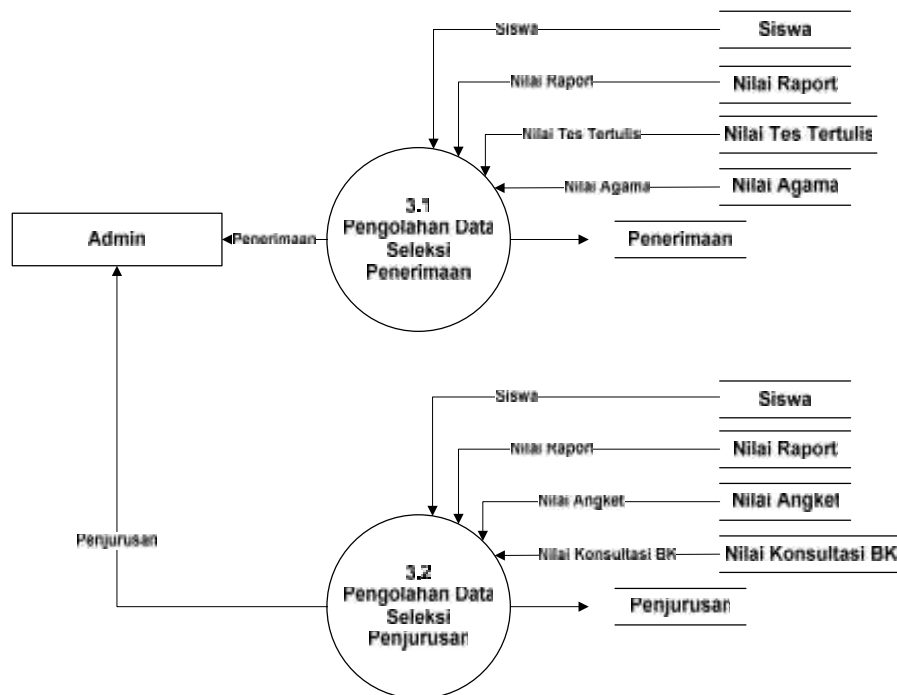 Siswa
Siswa
Nilai Raport
Nilai Raport
Nilai Tes Tertulis
Nilai Tes Tertulis
Nilai Agama
Nilai Agama
3.1
Pengolahan Data
Seleksi
Penerimaan
Admin
Penerimaan
Penerimaan
Siswa
Siswa
Nilai Raport
Nilai Raport
Nilai Angket
Nilai Angket
Penjurusan
Nilai Konsultasi BK
Nilai Konsultasi BK
3.2
Pengolahan Data
Seleksi
Penjurusan
Penjurusan